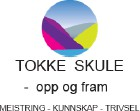 TOKKE SKULE
- opp og fram
MEISTRING - KUNNSKAP - TRIVSEL